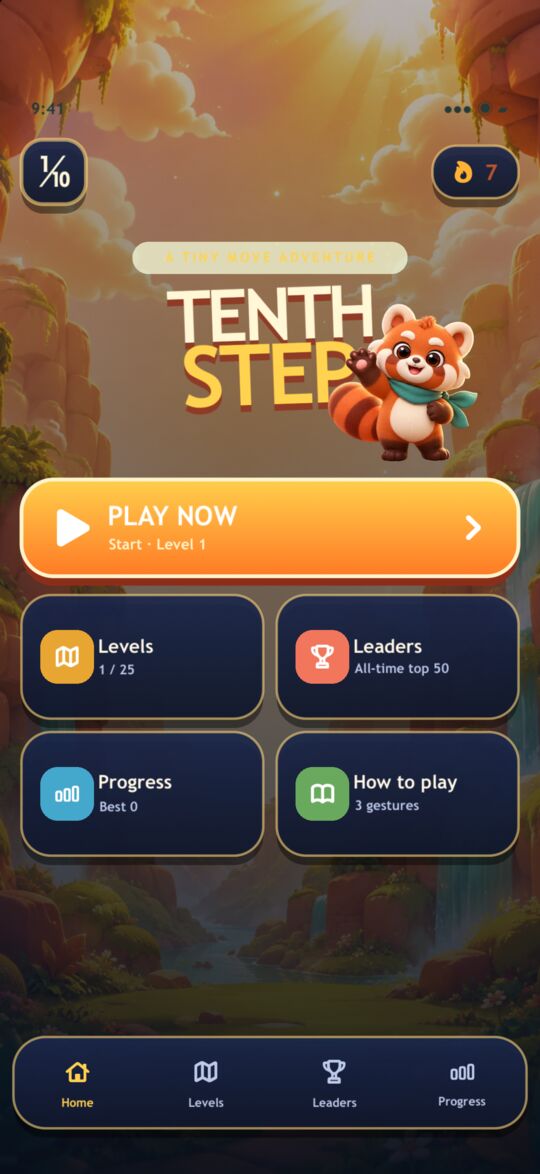 9:41
1/10
7
A TINY MOVE ADVENTURE
TENTH
STEP
PLAY NOW
Start · Level 1
Levels
1 / 25
Leaders
All-time top 50
Progress
Best 0
How to play
3 gestures
Home
Levels
Leaders
Progress